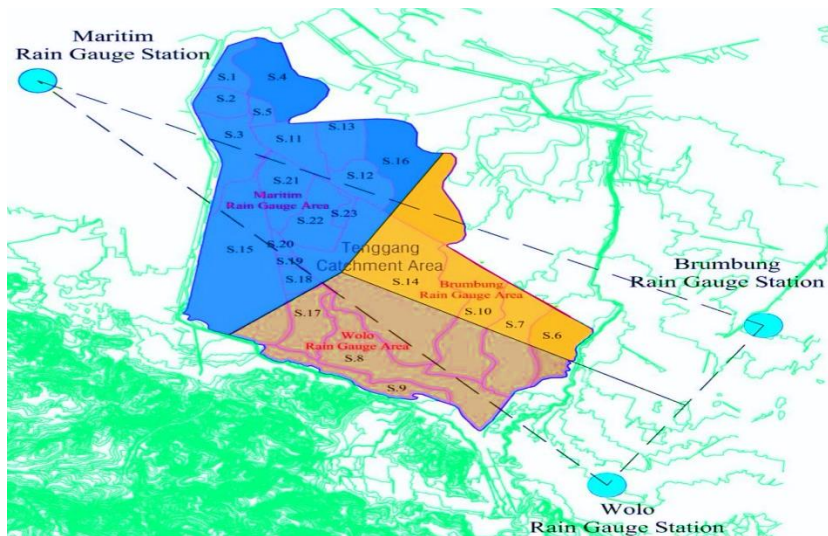 Maritim
Rain Gauge Station
S.1
S.4
S.2
S.5
S.3
S.11
S.13
S.16
S.12
S.21
Maritim
Rain Gauge Area
S.22
S.23
S.15
S.20
S.19
S.18
Tenggang
Catchment Area
S.14
Brumbung
Rain Gauge Area
S.10
S.7
S.6
S.17
Wolo
Rain Gauge Area
S.8
S.9
Brumbung
Rain Gauge Station
Wolo
Rain Gauge Station